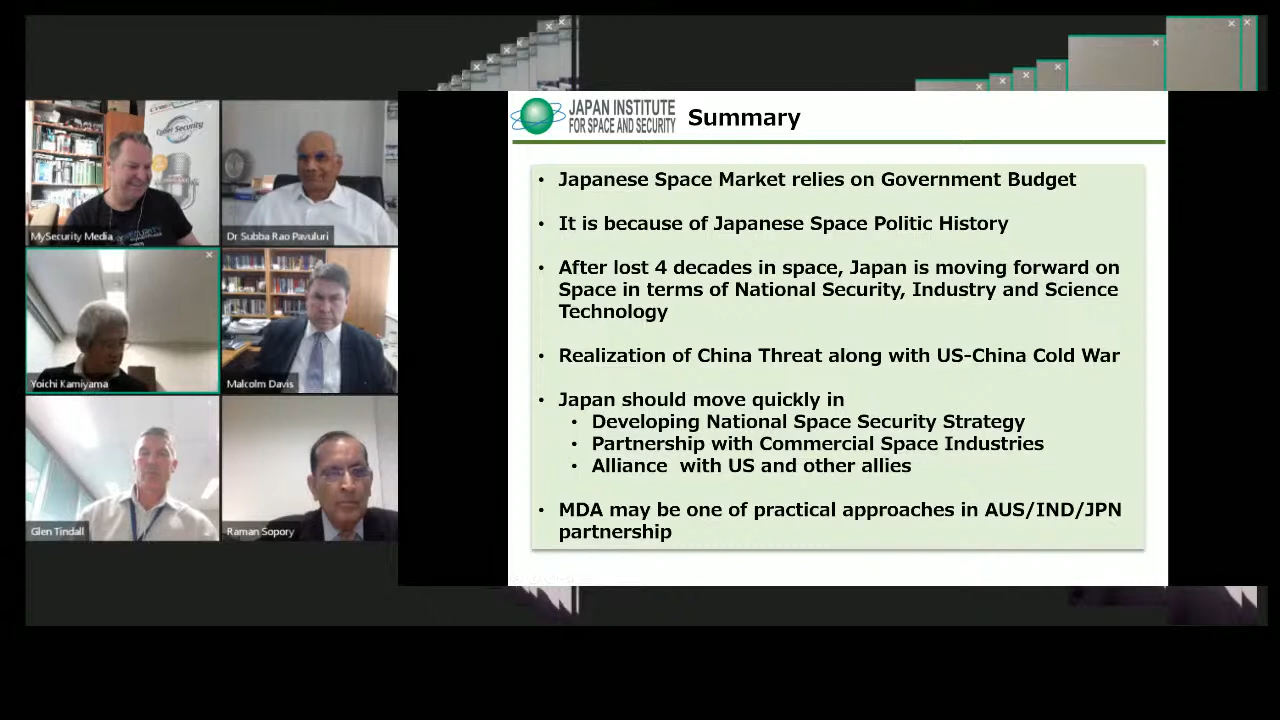 JAPAN INSTITUTE
FOR SPACE AND SECURITY
Summary
• Japanese Space Market relies on Government Budget
• It is because of Japanese Space Politic History
• After lost 4 decades in space, Japan is moving forward on
Space in terms of National Security, Industry and Science
Technology
• Realization of China Threat along with US-China Cold War
• Japan should move quickly in
• Developing National Space Security Strategy
• Partnership with Commercial Space Industries
• Alliance with US and other allies
• MDA may be one of practical approaches in AUS/IND/JPN
partnership
Cyber Security
MySecurity Media
Dr Subba Rao Pavuluri
Yoichi Kamiyama
Malcolm Davis
Glen Tindall
Raman Sopory